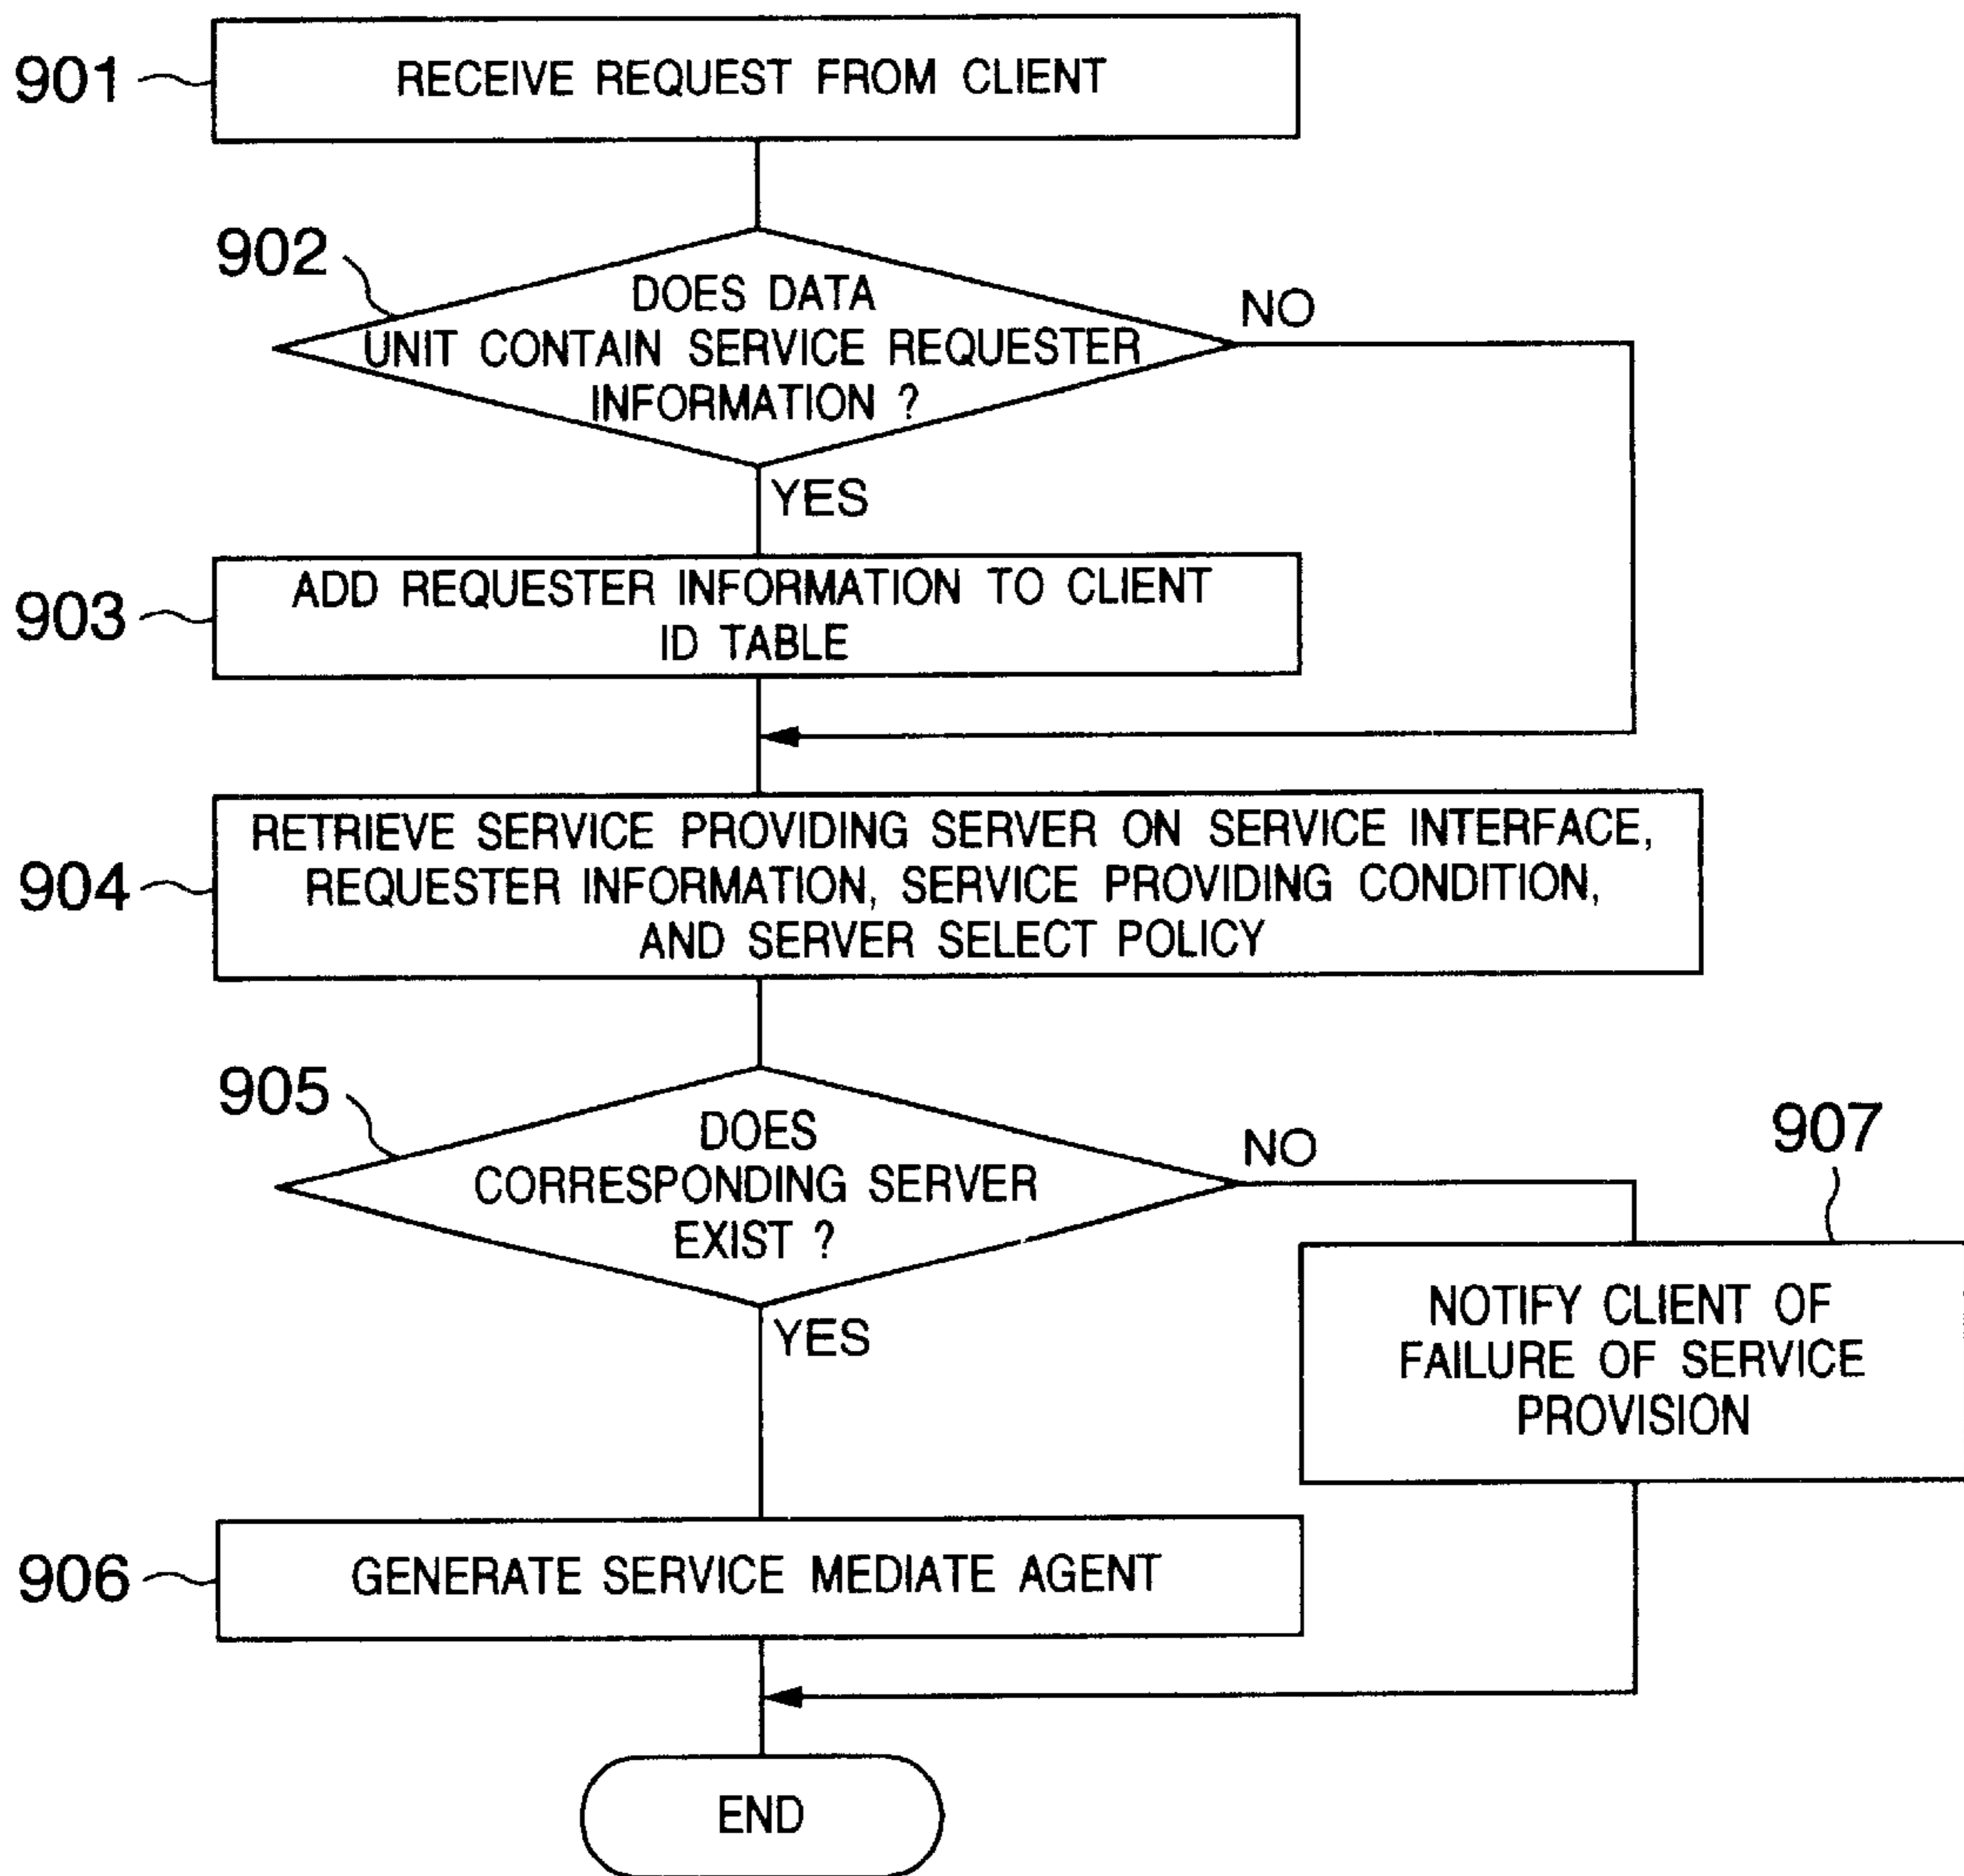 901
RECEIVE REQUEST FROM CLIENT
902
DOES DATA
UNIT CONTAIN SERVICE REQUESTER
INFORMATION ?
NO
YES
903
ADD REQUESTER INFORMATION TO CLIENT
ID TABLE
904
RETRIEVE SERVICE PROVIDING SERVER ON SERVICE INTERFACE,
REQUESTER INFORMATION, SERVICE PROVIDING CONDITION,
AND SERVER SELECT POLICY
905
DOES
CORRESPONDING SERVER
EXIST ?
NO
YES
907
NOTIFY CLIENT OF
FAILURE OF SERVICE
PROVISION
906
GENERATE SERVICE MEDIATE AGENT
END